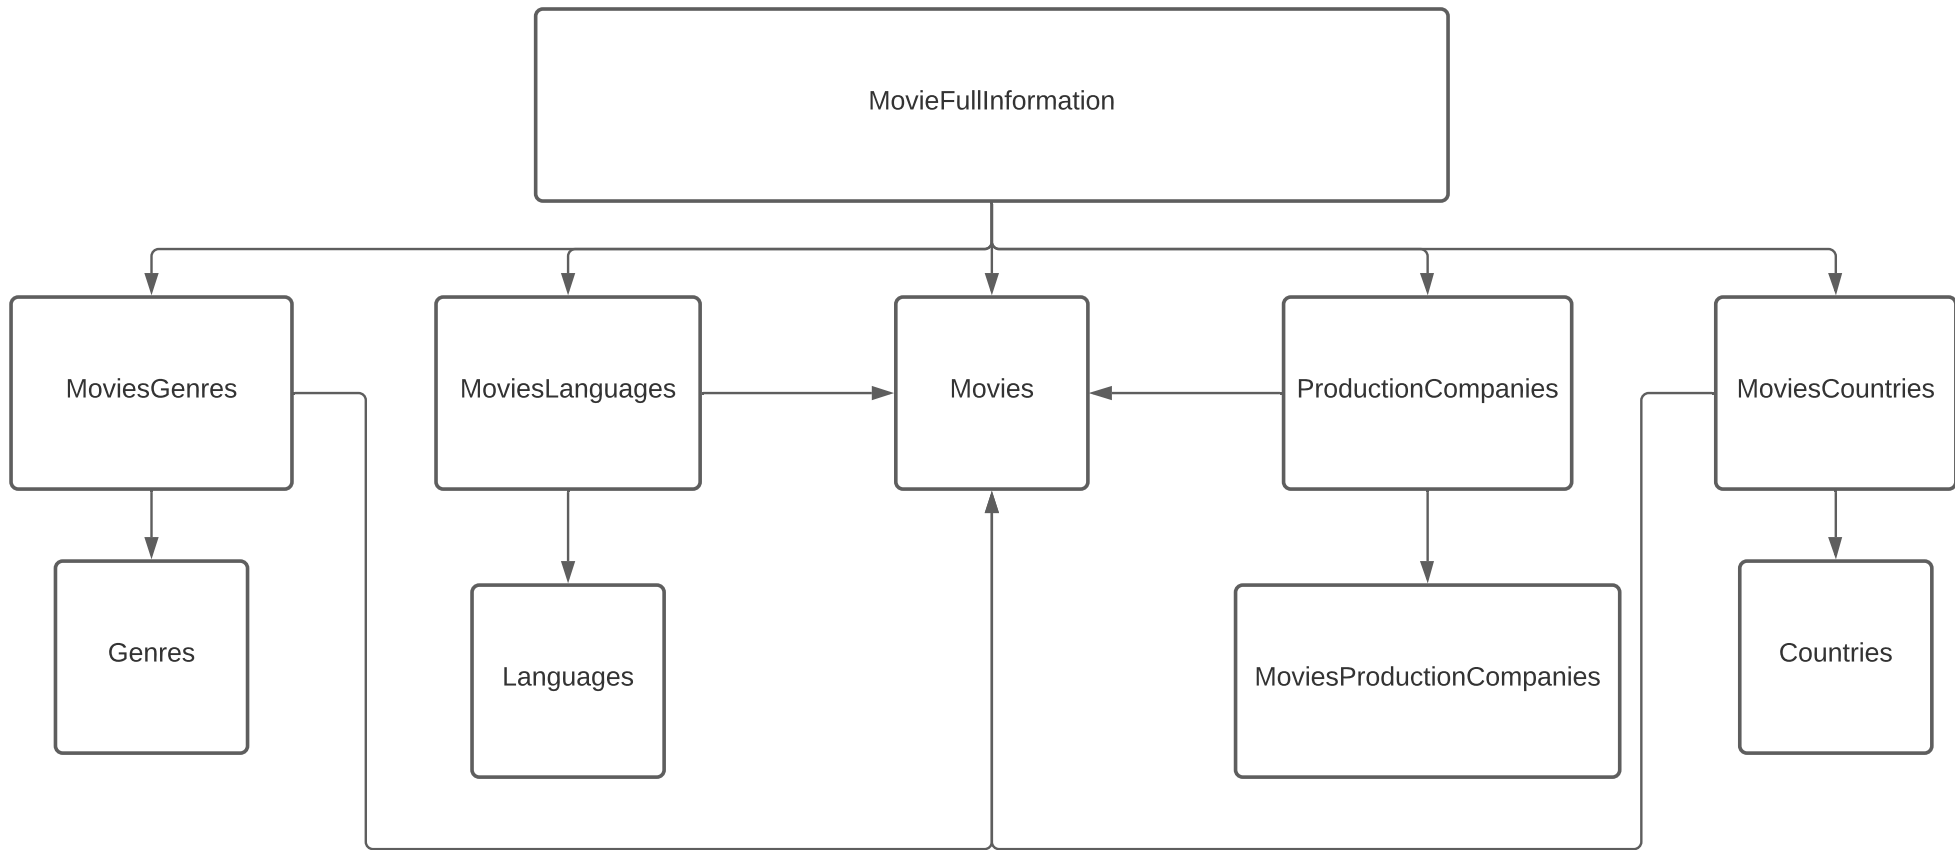 MovieFullInformation
MoviesGenres
MoviesLanguages
Movies
ProductionCompanies
MoviesCountries
Genres
Languages
MoviesProductionCompanies
Countries